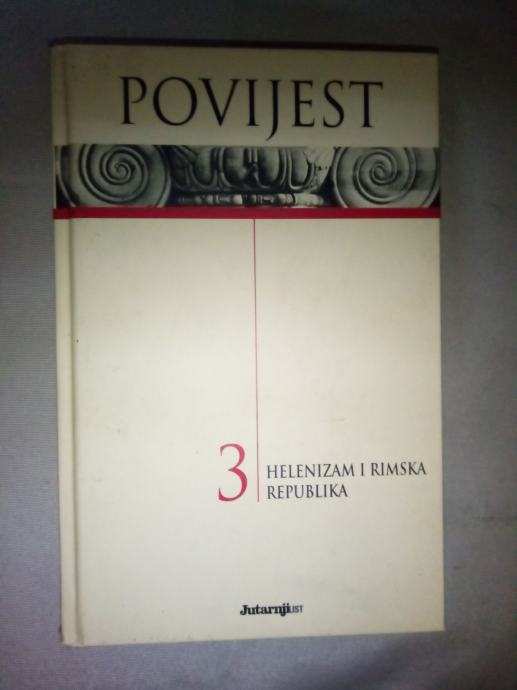 POVIJEST
3
HELENIZAM I RIMSKA
REPUBLIKA
Jutarnji LIST